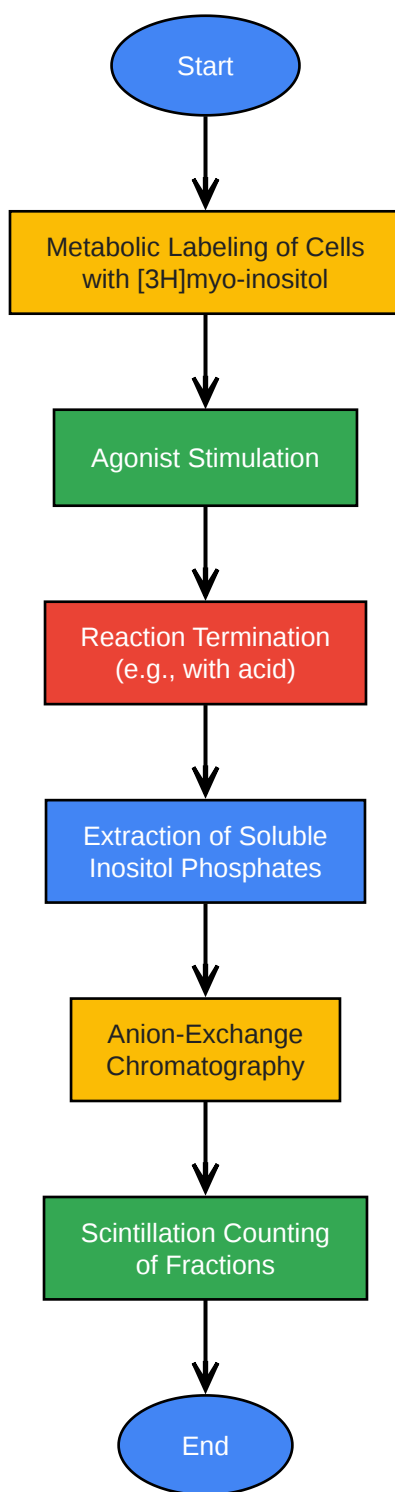 Start
Metabolic Labeling of Cells
with [3H]myo-inositol
Agonist Stimulation
Reaction Termination
(e.g., with acid)
Extraction of Soluble
Inositol Phosphates
Anion-Exchange
Chromatography
Scintillation Counting
of Fractions
End